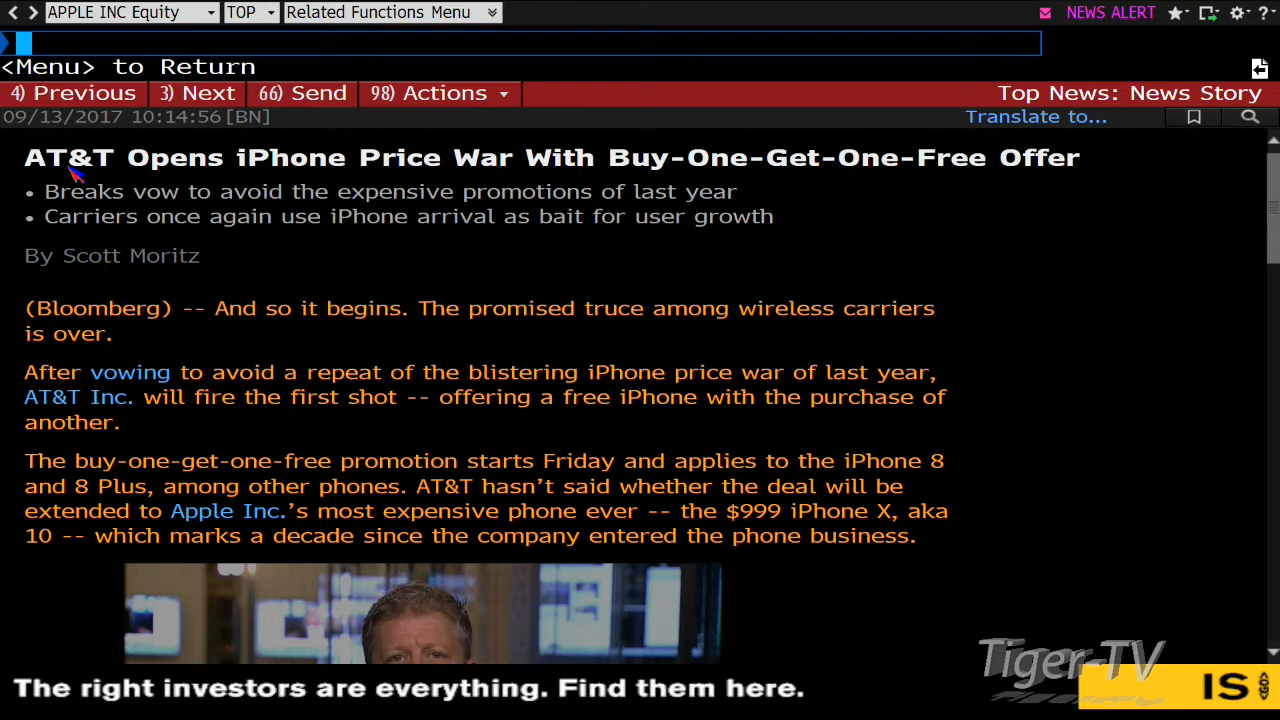 APPLE INC Equity TOP Related Functions Menu NEWS ALERT ?
<Menu> to Return
4) Previous 3) Next 66) Send 98) Actions Top News: News Story
09/13/2017 10:14:56 [BN] Translate to...
AT&T Opens iPhone Price War With Buy-One-Get-One-Free Offer
• Breaks vow to avoid the expensive promotions of last year
• Carriers once again use iPhone arrival as bait for user growth
By Scott Moritz
(Bloomberg) -- And so it begins. The promised truce among wireless carriers
is over.
After vowing to avoid a repeat of the blistering iPhone price war of last year,
AT&T Inc. will fire the first shot -- offering a free iPhone with the purchase of
another.
The buy-one-get-one-free promotion starts Friday and applies to the iPhone 8
and 8 Plus, among other phones. AT&T hasn't said whether the deal will be
extended to Apple Inc.'s most expensive phone ever -- the $999 iPhone X, aka
10 -- which marks a decade since the company entered the phone business.
Tiger-TV
The right investors are everything. Find them here.
IS <GO>